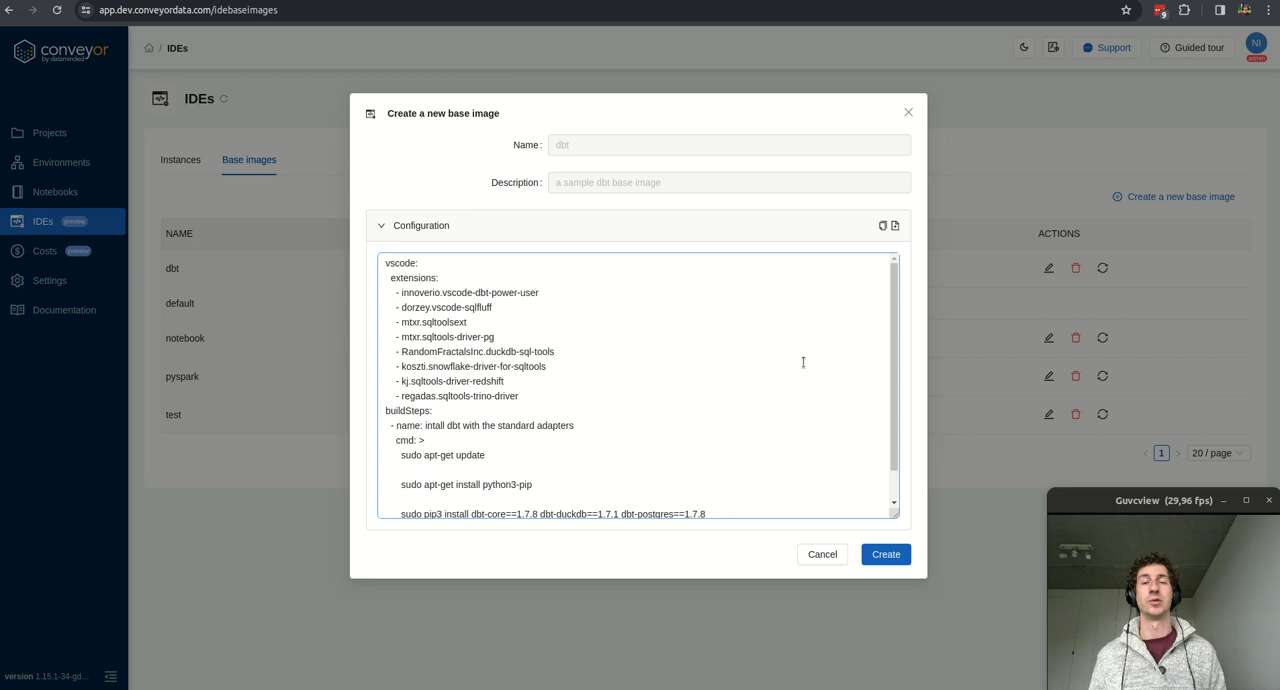 app.dev.conveyordata.com/idebaseimages
9
conveyor
by dataminded
/ IDEs
Support
Guided tour
NI
admin
Projects
Environments
Notebooks
IDEs preview
Costs preview
Settings
Documentation
version 1.15.1-34-gd...
IDEs
Instances
Base images
Create a new base image
NAME
ACTIONS
dbt
default
notebook
pyspark
test
1
20 / page
Create a new base image
Name:
dbt
Description:
a sample dbt base image
Configuration
vscode:
extensions:
- innoverio.vscode-dbt-power-user
- dorzey.vscode-sqlfluff
- mtxr.sqltoolsext
- mtxr.sqltools-driver-pg
- RandomFractalsInc.duckdb-sql-tools
- koszti.snowflake-driver-for-sqltools
- kj.sqltools-driver-redshift
- regadas.sqltools-trino-driver
buildSteps:
- name: intall dbt with the standard adapters
cmd: >
sudo apt-get update
sudo apt-get install python3-pip
sudo pip3 install dbt-core==1.7.8 dbt-duckdb==1.7.1 dbt-postgres==1.7.8
Cancel
Create
Guvcview (29,96 fps)